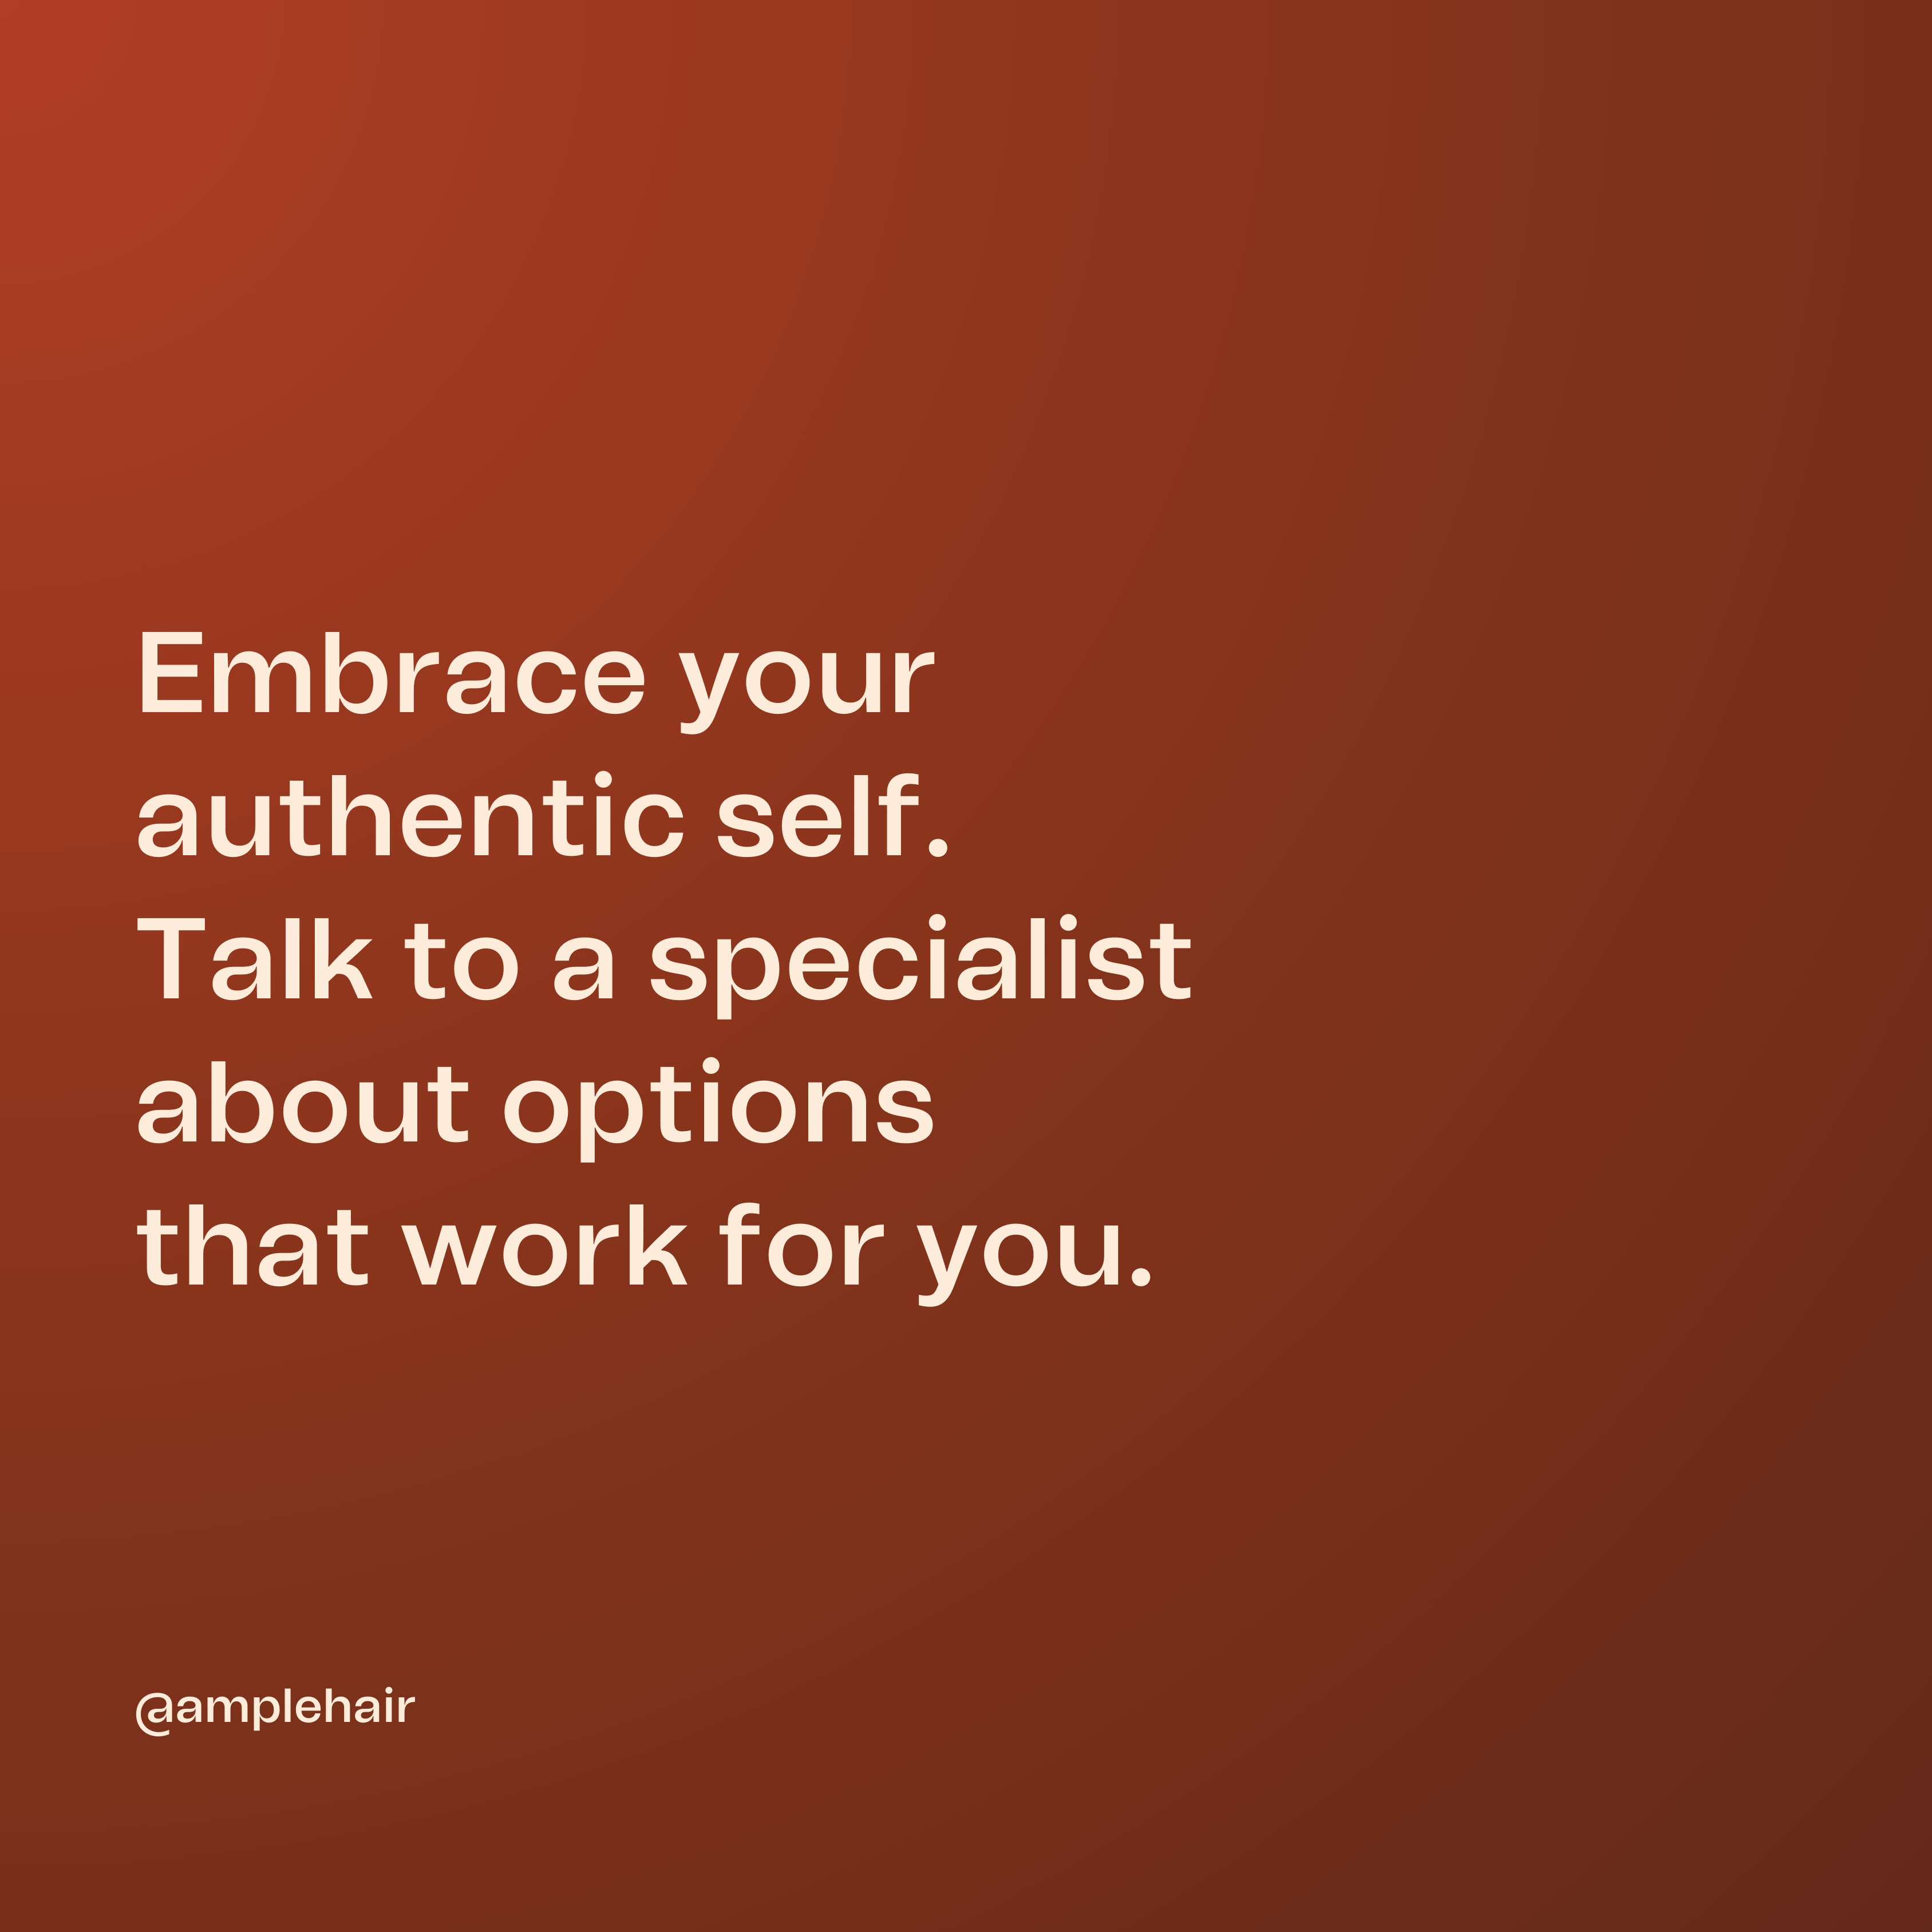 Embrace your
authentic self.
Talk to a specialist
about options
that work for you.
@amplehair